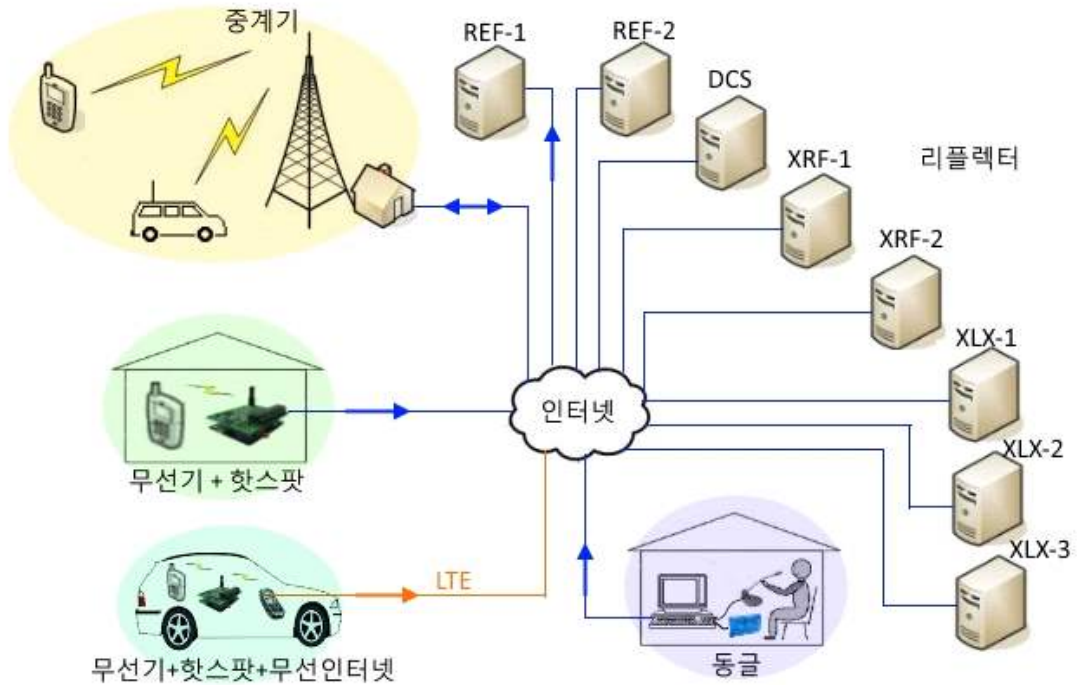 중계기
REF-1
REF-2
DCS
XRF-1
리플렉터
XRF-2
XLX-1
인터넷
XLX-2
무선기 + 핫스팟
XLX-3
LTE
무선기+핫스팟+무선인터넷
동글